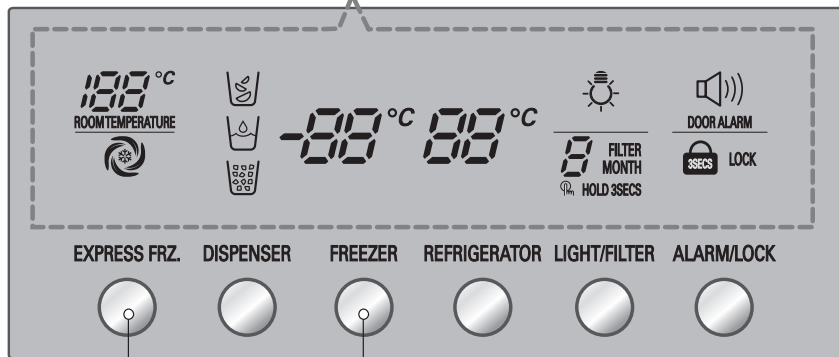 188 °C
ROOM TEMPERATURE
-88 °C 88 °C
8 FILTER
MONTH
HOLD 3SECS
DOOR ALARM
3SECS LOCK
EXPRESS FRZ. DISPENSER FREEZER REFRIGERATOR LIGHT/FILTER ALARM/LOCK